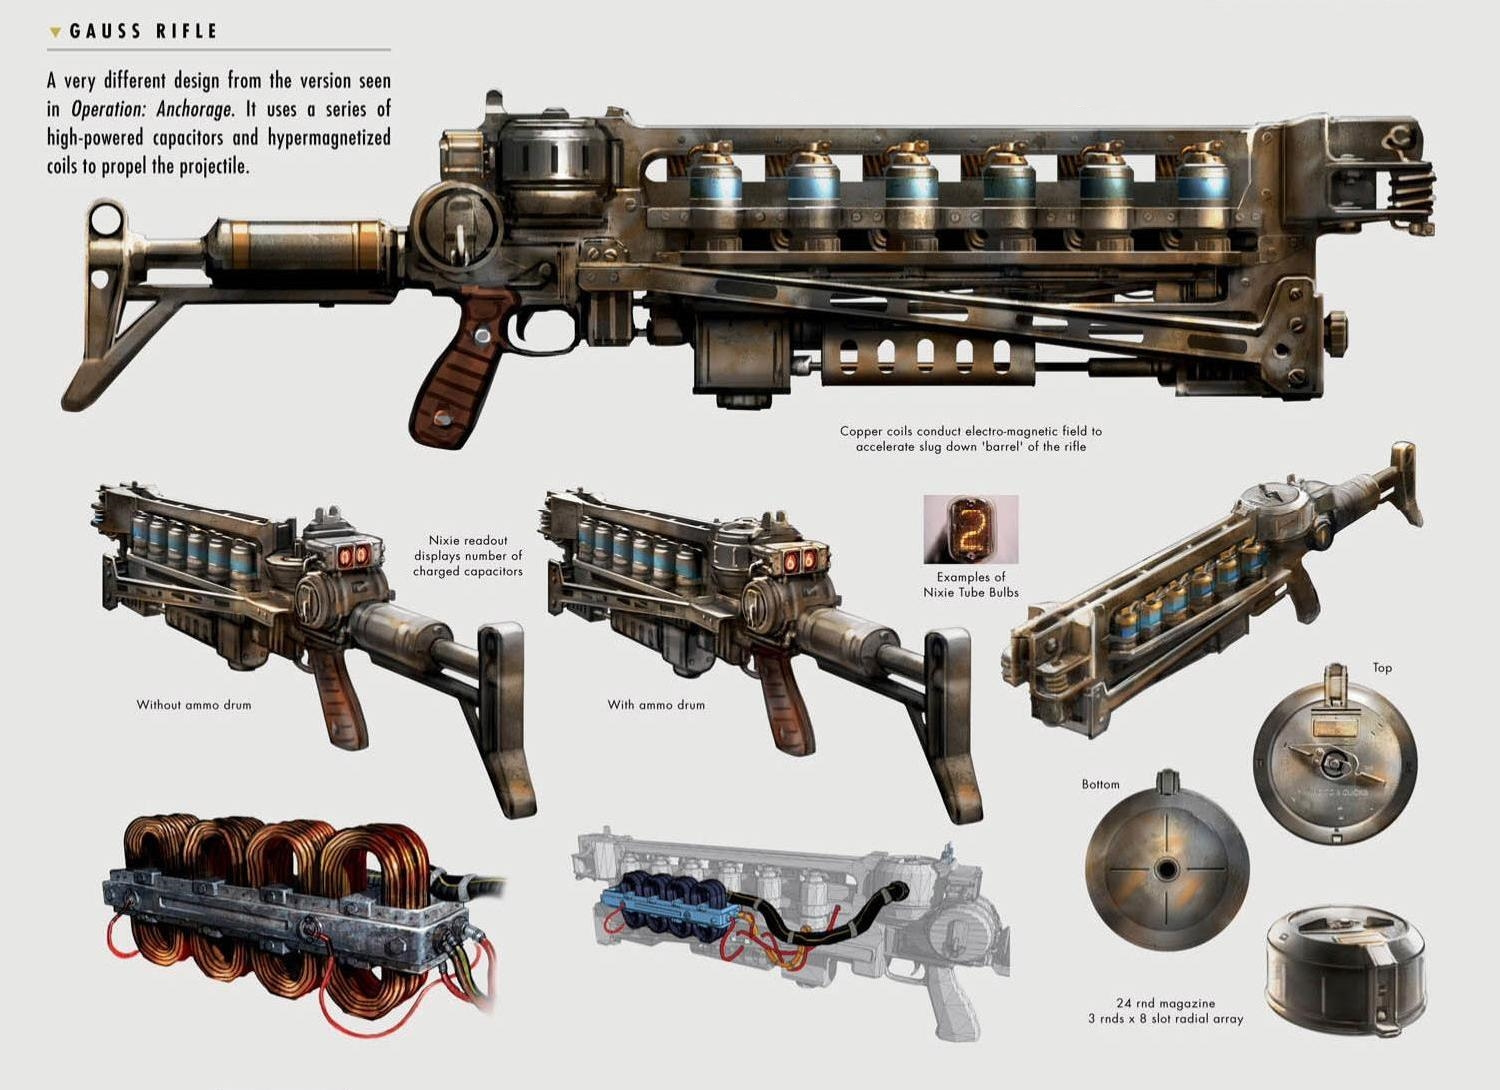 GAUSS RIFLE
A very different design from the version seen
in Operation: Anchorage. It uses a series of
high-powered capacitors and hypermagnetized
coils to propel the projectile.
Copper coils conduct electro-magnetic field to
accelerate slug down 'barrel' of the rifle
Nixie readout
displays number of
charged capacitors
Examples of
Nixie Tube Bulbs
2
Without ammo drum
With ammo drum
Top
Bottom
24 rnd magazine
3 rnds x 8 slot radial array